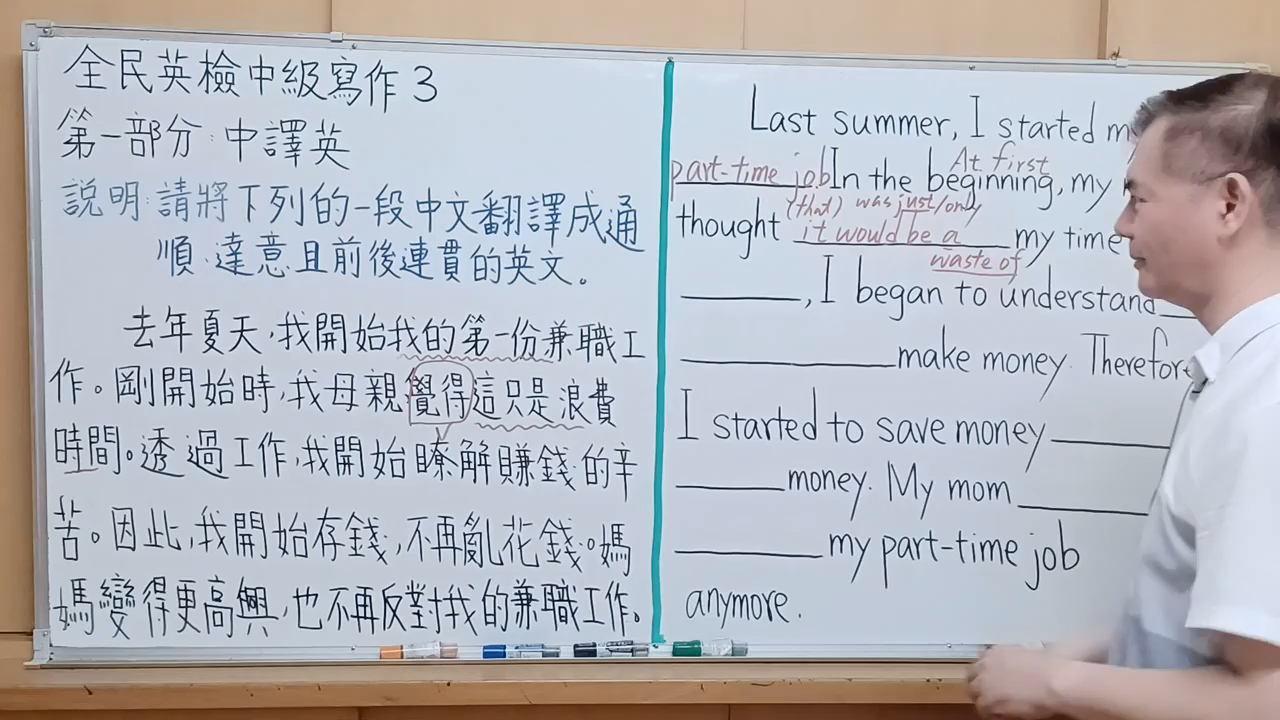 全民英檢中級寫作3
第一部分:中譯英
説明:請將下列的一段中文翻譯成通
順、達意且前後連貫的英文。
去年夏天,我開始我的第一份兼職工
作。剛開始時,我母親覺得這只是浪費
時間。透過工作,我開始瞭解賺錢的辛
苦。因此,我開始存錢,不再亂花錢。媽
媽變得更高興,也不再反對我的兼職工作。
Last summer, I started
At first
part-time job In the beginning, my
(that) was just/only
thought it would be a my time
waste of
, I began to understand
make money. Therefore
I started to save money
money. My mom
my part-time job
anymore.